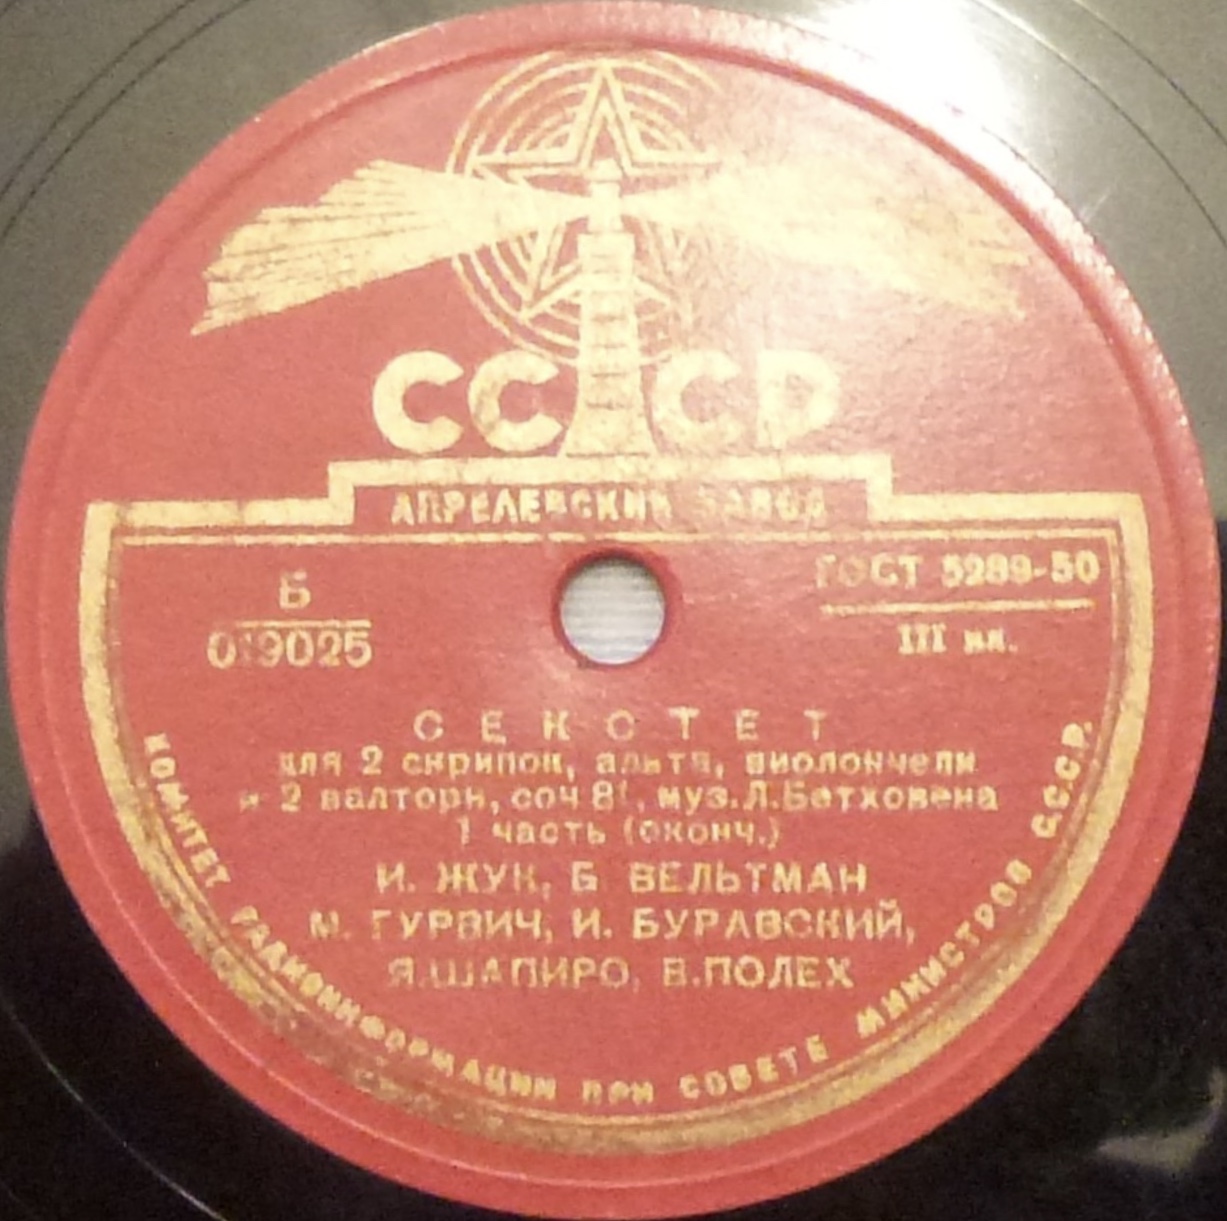 СССР
АПРЕЛЕВСКИЙ ЗАВОД
Б
019025
ГОСТ 5289-50
III кл.
СЕКСТЕТ
для 2 скрипок, альта, виолончели
и 2 валторн, соч 81, муз.Л.Бетховена
1 часть (оконч.)
И. ЖУК, Б. ВЕЛЬТМАН
М. ГУРВИЧ, И. БУРАВСКИЙ,
Я.ШАПИРО, В.ПОЛЕХ
КОМИТЕТ РАДИОИНФОРМАЦИИ ПРИ СОВЕТЕ МИНИСТРОВ С.С.С.Р.